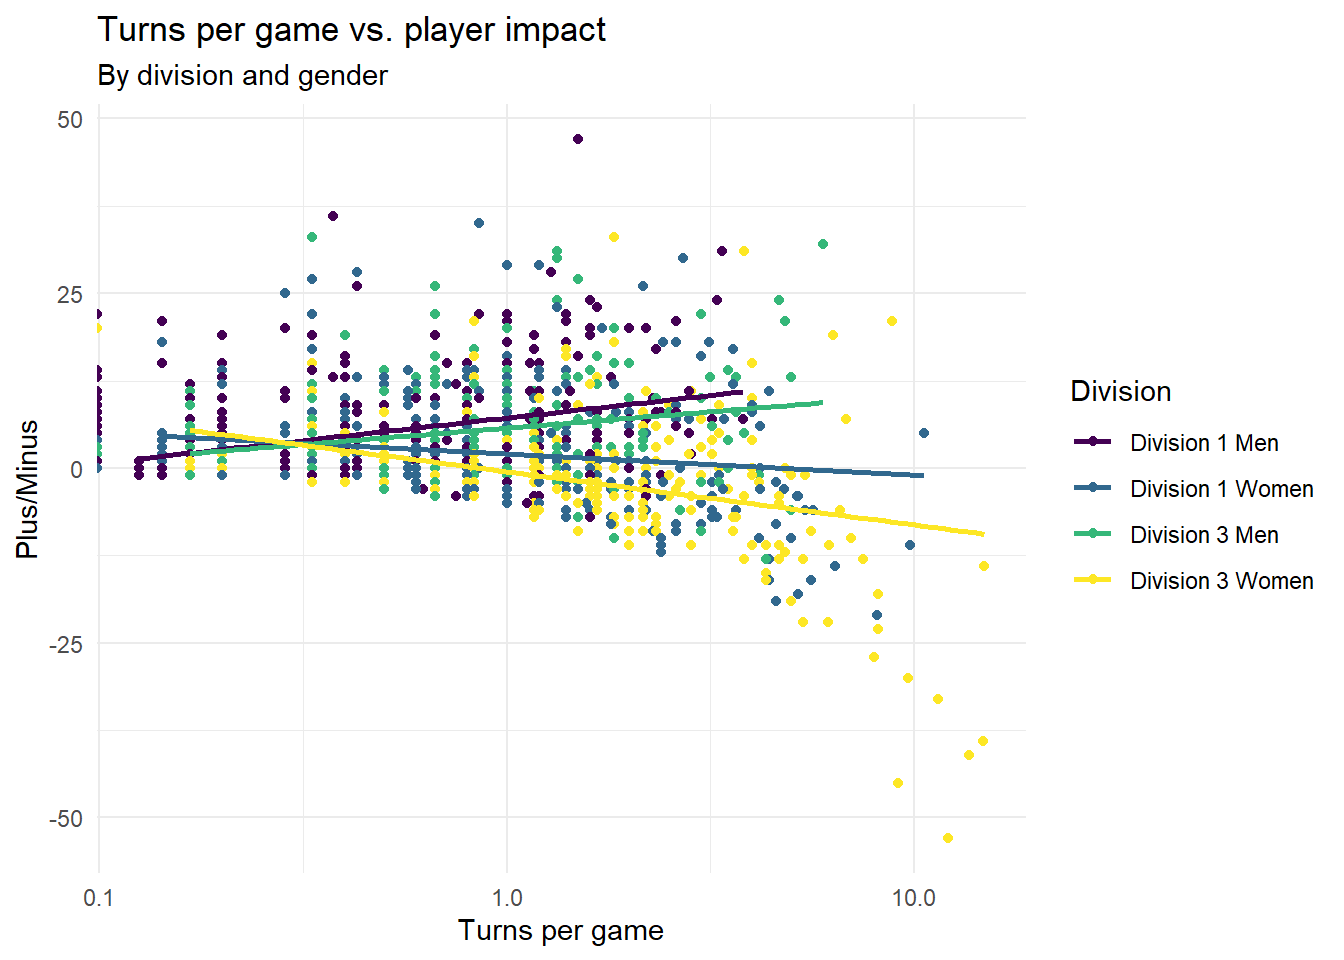 Turns per game vs. player impact
By division and gender
50
25
0
-25
-50
Plus/Minus
0.1
1.0
10.0
Turns per game
Division
Division 1 Men
Division 1 Women
Division 3 Men
Division 3 Women